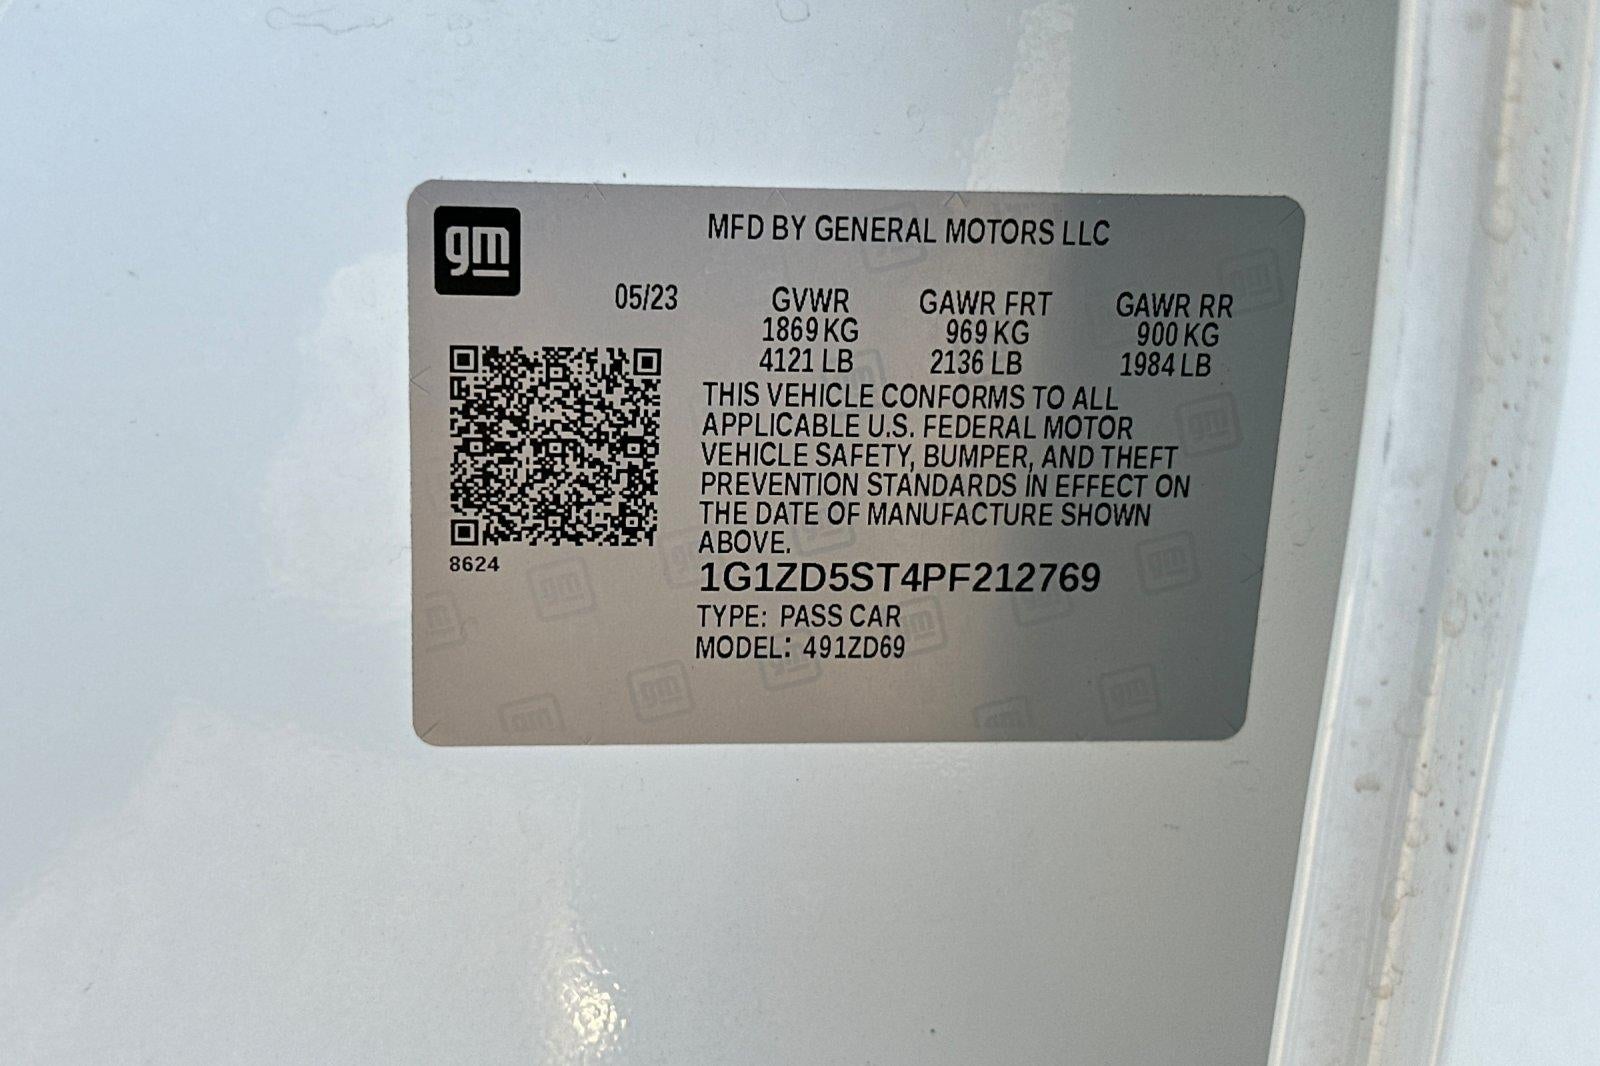 gm
MFD BY GENERAL MOTORS LLC
05/23 GVWR GAWR FRT GAWR RR
1869 KG 969 KG 900 KG
4121 LB 2136 LB 1984 LB
THIS VEHICLE CONFORMS TO ALL
APPLICABLE U.S. FEDERAL MOTOR
VEHICLE SAFETY, BUMPER, AND THEFT
PREVENTION STANDARDS IN EFFECT ON
THE DATE OF MANUFACTURE SHOWN
ABOVE.
8624
1G1ZD5ST4PF212769
TYPE: PASS CAR
MODEL: 491ZD69